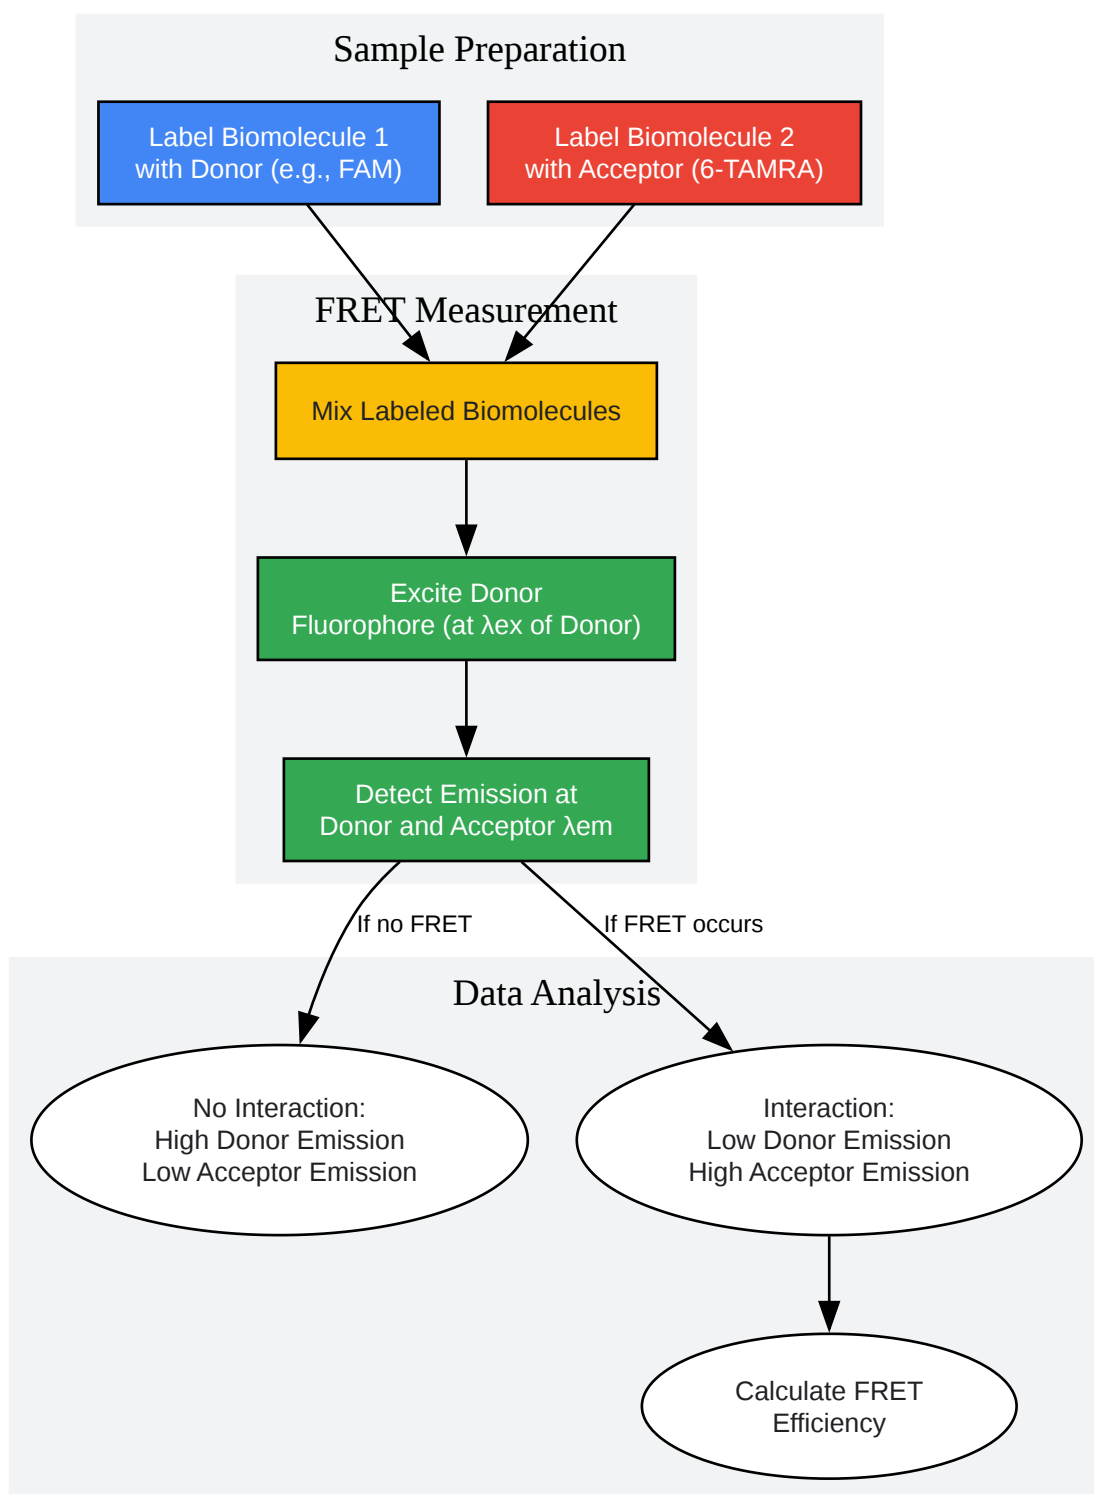 Sample Preparation
Label Biomolecule 1
with Donor (e.g., FAM)
Label Biomolecule 2
with Acceptor (6-TAMRA)
FRET Measurement
Mix Labeled Biomolecules
Excite Donor
Fluorophore (at λex of Donor)
Detect Emission at
Donor and Acceptor λem
If no FRET
If FRET occurs
Data Analysis
No Interaction:
High Donor Emission
Low Acceptor Emission
Interaction:
Low Donor Emission
High Acceptor Emission
Calculate FRET
Efficiency